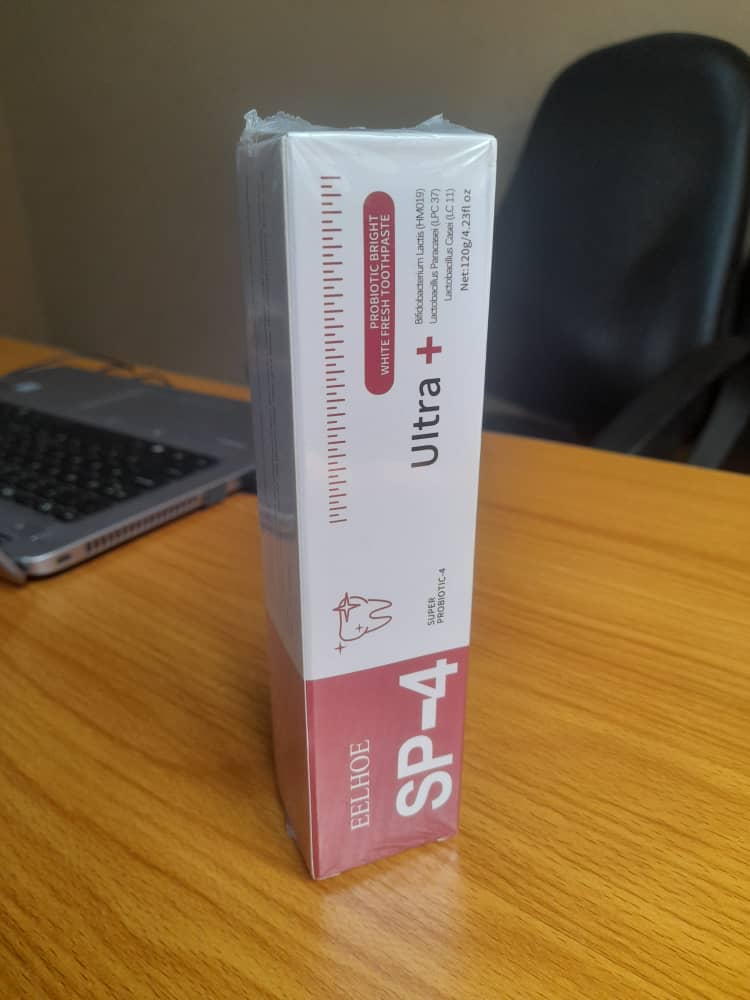 EELHOE
SP-4
SUPER
PROBIOTIC-4
Ultra +
PROBIOTIC BRIGHT
WHITE FRESH TOOTHPASTE
Bifidobacterium Lactis (HM019)
Lactobacillus Paracasei (LPC 37)
Lactobacillus Casei (LC 11)
Net:120g/4.23fl oz